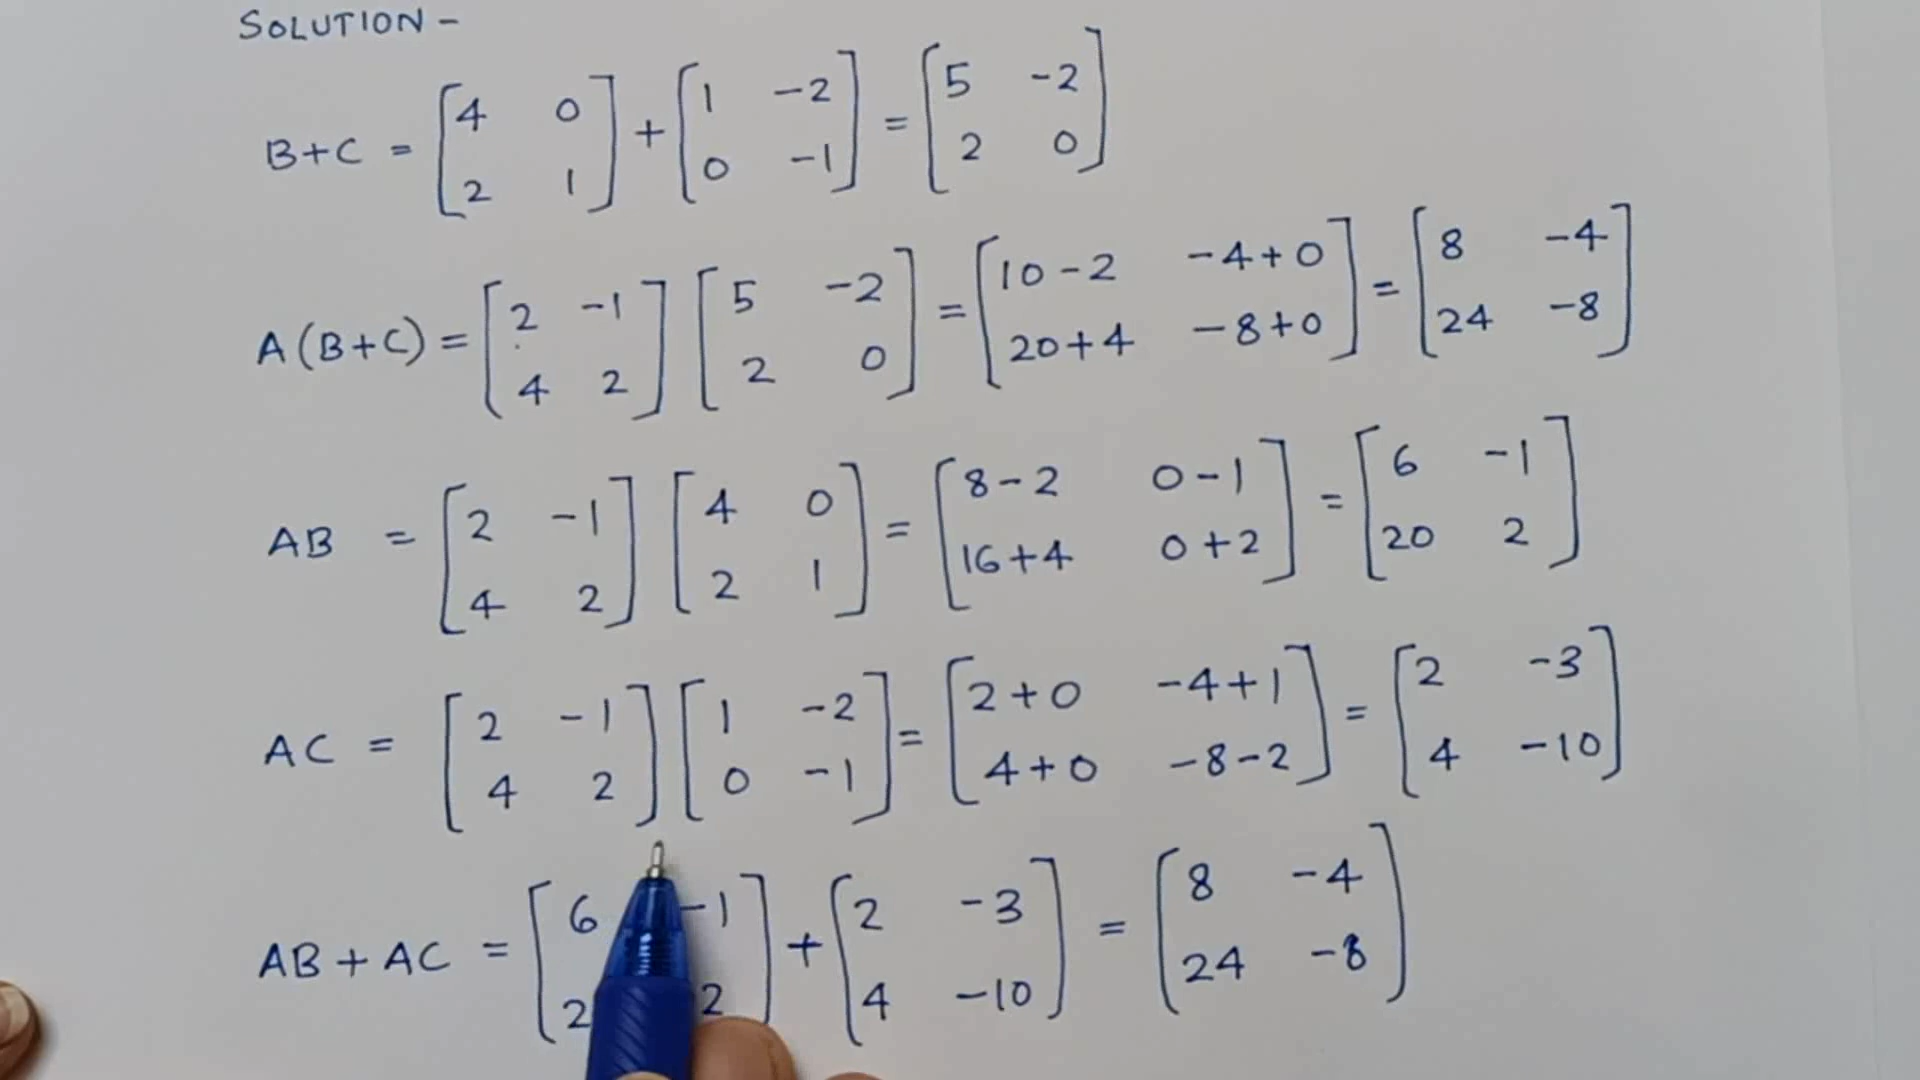 SOLUTION -
B+C = [4 0 2 1] + [1 -2 0 -1] = [5 -2 2 0]
A(B+C) = [2 -1 4 2] [5 -2 2 0] = [10-2 -4+0 20+4 -8+0] = [8 -4 24 -8]
AB = [2 -1 4 2] [4 0 2 1] = [8-2 0-1 16+4 0+2] = [6 -1 20 2]
AC = [2 -1 4 2] [1 -2 0 -1] = [2+0 -4+1 4+0 -8-2] = [2 -3 4 -10]
AB + AC = [6 -1 2 2] + [2 -3 4 -10] = [8 -4 24 -8]